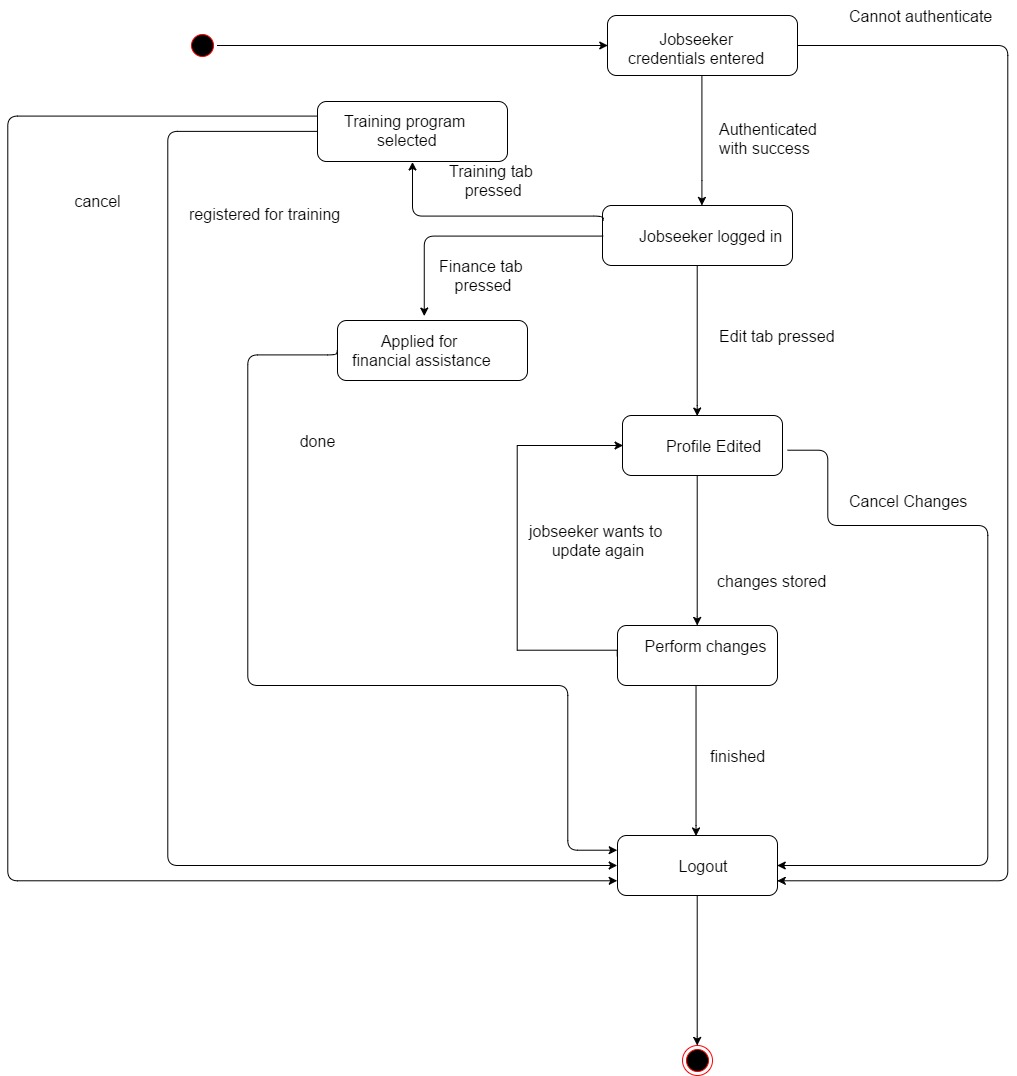 Cannot authenticate
Jobseeker
credentials entered
Training program
selected
Authenticated
with success
Training tab
pressed
cancel
registered for training
Jobseeker logged in
Finance tab
pressed
Edit tab pressed
Applied for
financial assistance
done
Profile Edited
Cancel Changes
jobseeker wants to
update again
changes stored
Perform changes
finished
Logout